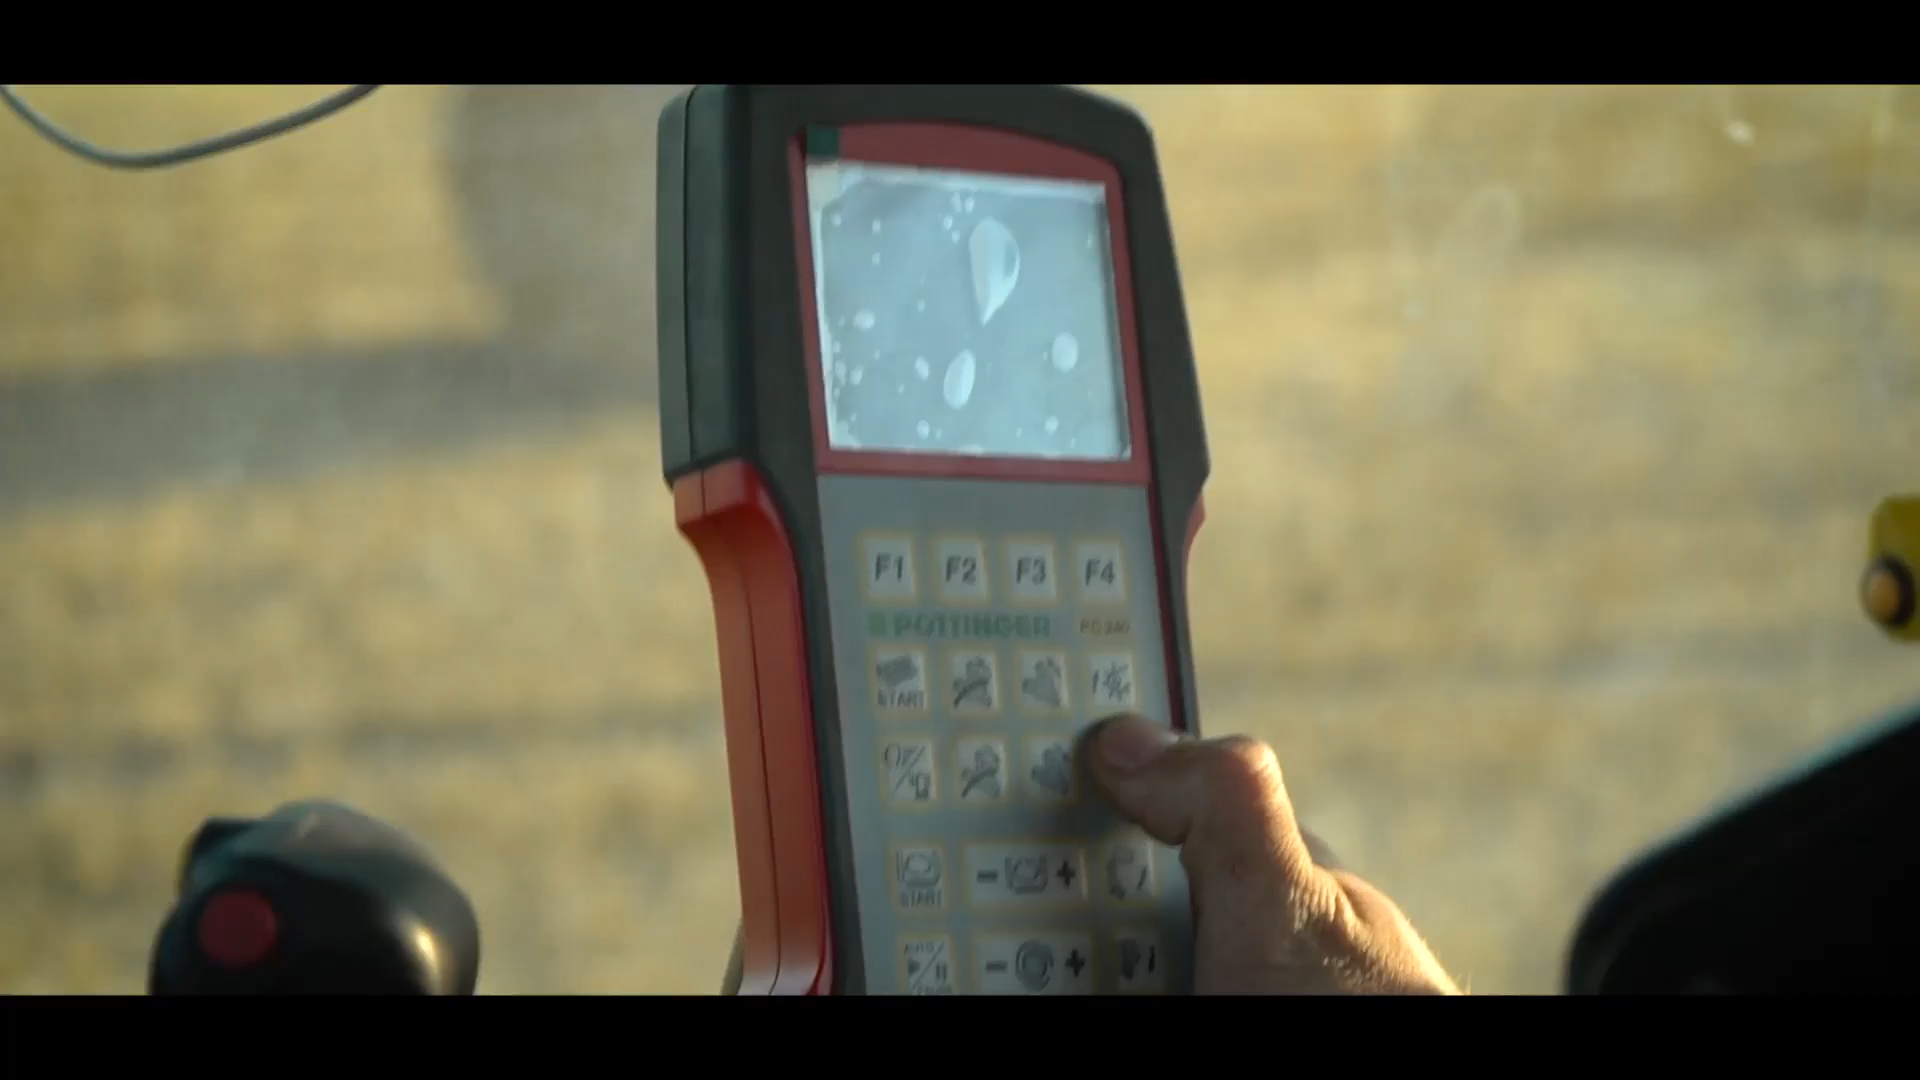 F1 F2 F3 F4
PÖTTINGER
START
- +
START
- +